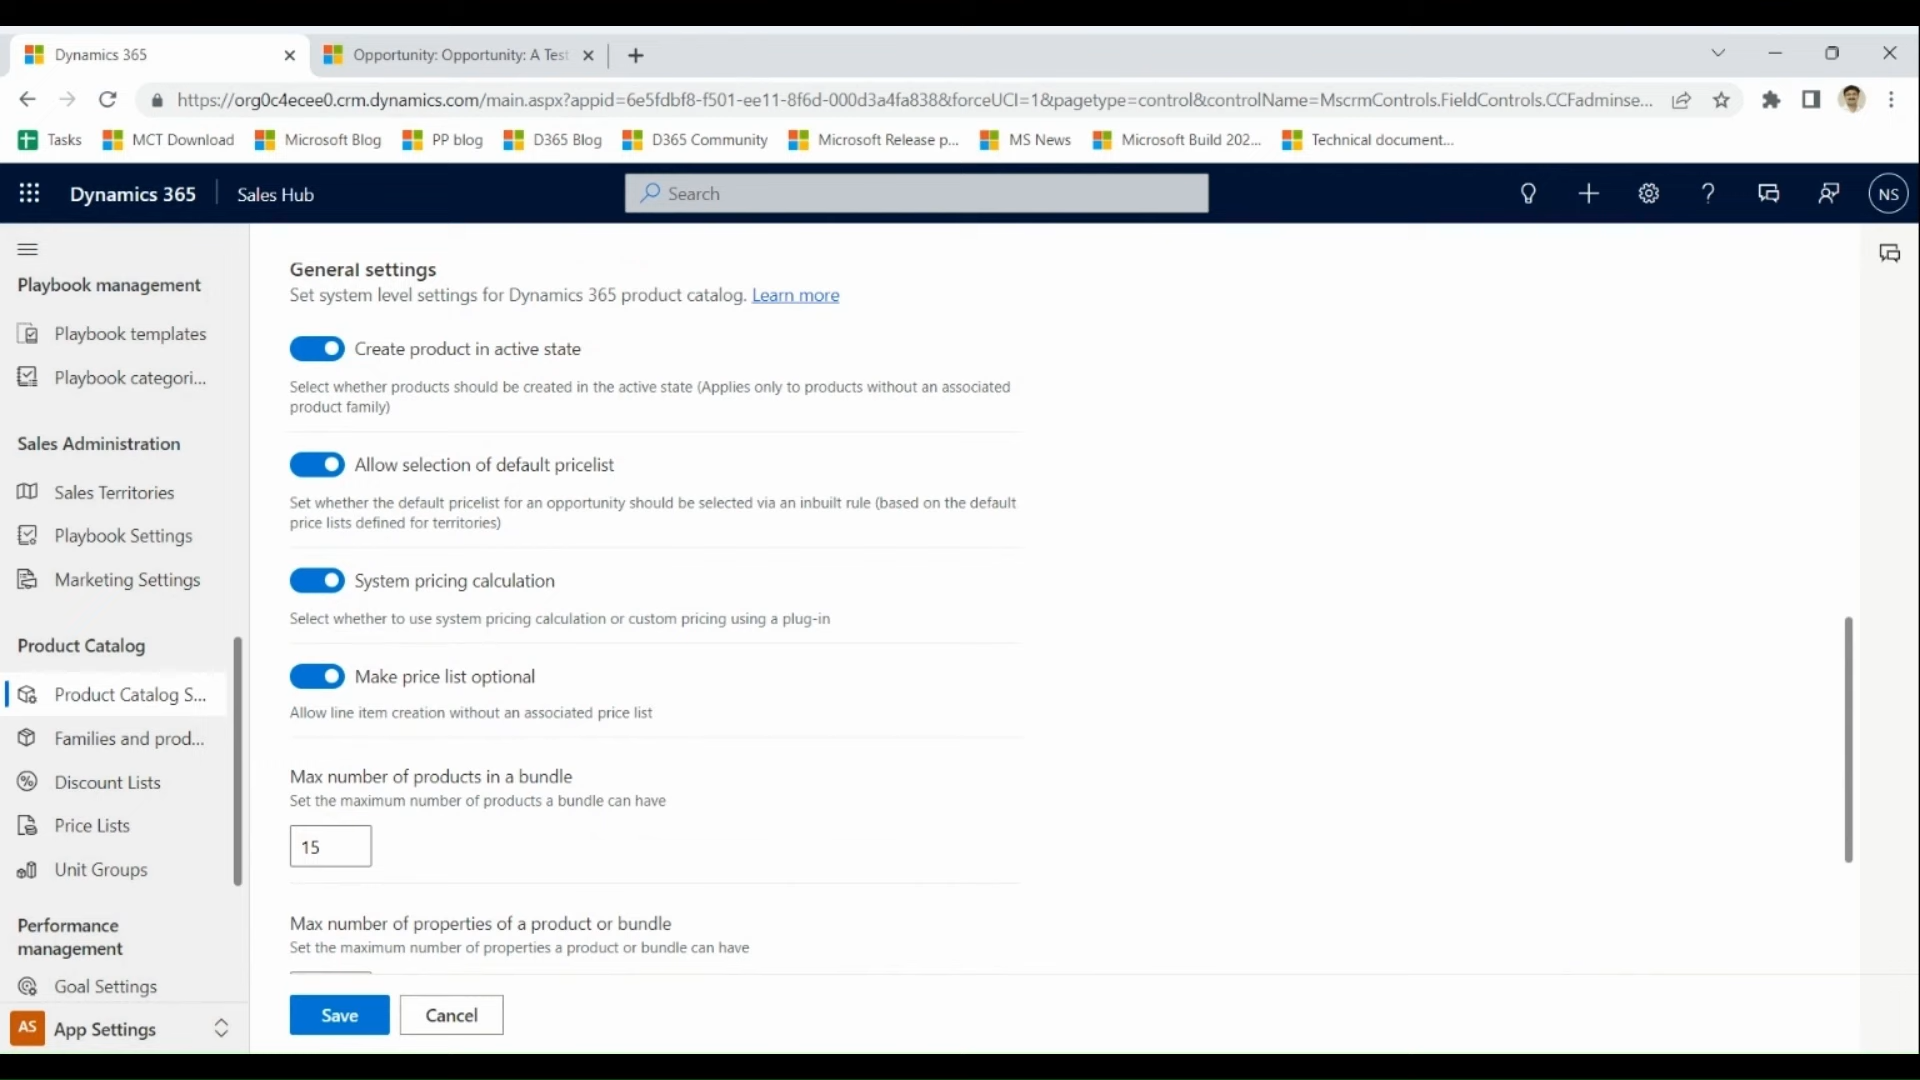 Dynamics 365
Opportunity: Opportunity: A Test
https://org0c4ecee0.crm.dynamics.com/main.aspx?appid=6e5fdbf8-f501-ee11-8f6d-000d3a4fa838&forceUCI=1&pagetype=control&controlName=MscrmControls.FieldControls.CCFadminse...
Tasks MCT Download Microsoft Blog PP blog D365 Blog D365 Community Microsoft Release p... MS News Microsoft Build 202... Technical document...
Dynamics 365 Sales Hub Search NS
Playbook management
Playbook templates
Playbook categori...
Sales Administration
Sales Territories
Playbook Settings
Marketing Settings
Product Catalog
Product Catalog S...
Families and prod...
Discount Lists
Price Lists
Unit Groups
Performance
management
Goal Settings
AS App Settings
General settings
Set system level settings for Dynamics 365 product catalog. Learn more
Create product in active state
Select whether products should be created in the active state (Applies only to products without an associated
product family)
Allow selection of default pricelist
Set whether the default pricelist for an opportunity should be selected via an inbuilt rule (based on the default
price lists defined for territories)
System pricing calculation
Select whether to use system pricing calculation or custom pricing using a plug-in
Make price list optional
Allow line item creation without an associated price list
Max number of products in a bundle
Set the maximum number of products a bundle can have
15
Max number of properties of a product or bundle
Set the maximum number of properties a product or bundle can have
Save Cancel